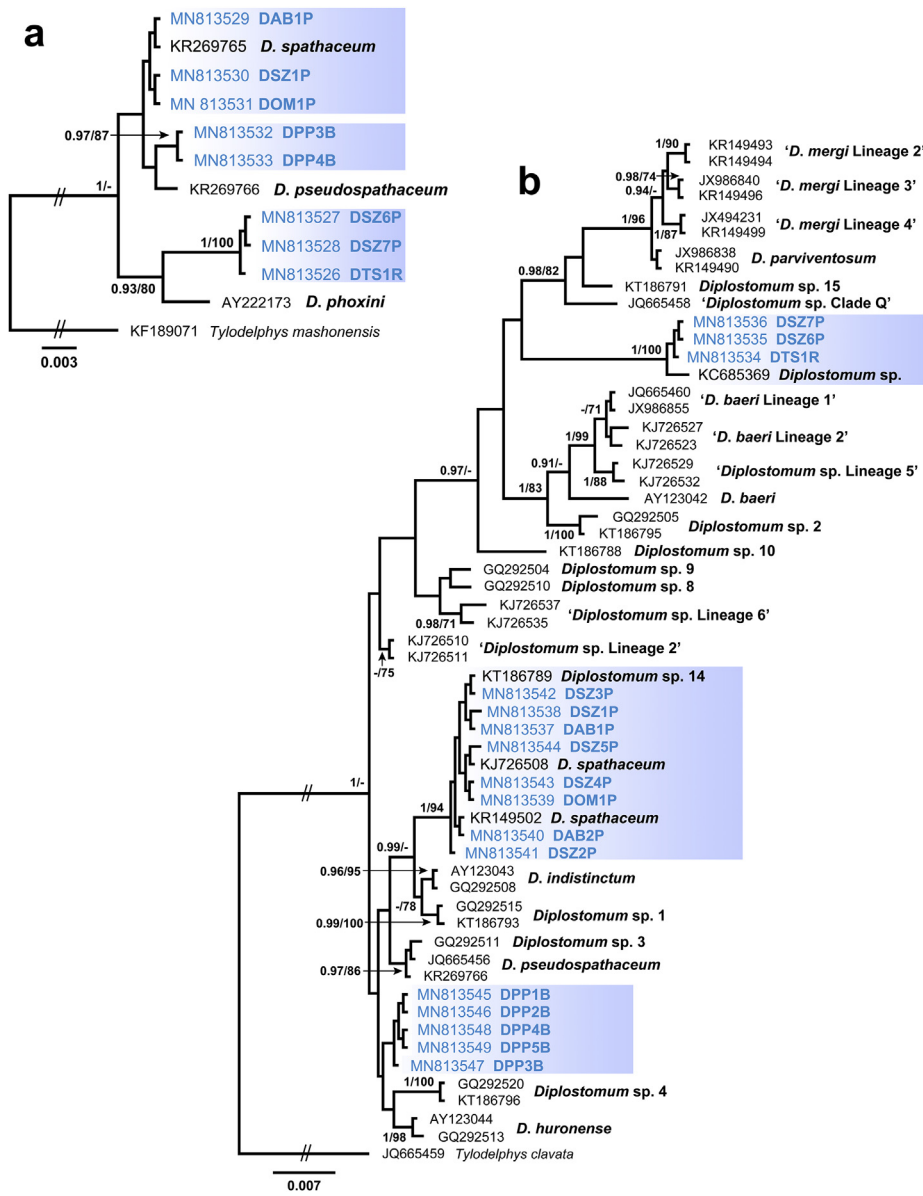 a
MN813529 DAB1P
KR269765 D. spathaceum
MN813530 DSZ1P
MN 813531 DOM1P
0.97/87
MN813532 DPP3B
MN813533 DPP4B
1/-
KR269766 D. pseudospathaceum
MN813527 DSZ6P
1/100
MN813528 DSZ7P
MN813526 DTS1R
0.93/80
AY222173 D. phoxini
KF189071 Tylodelphys mashonensis
0.003
b
1/90
KR149493
KR149494
‘D. mergi Lineage 2’
0.98/74
JX986840
KR149496
‘D. mergi Lineage 3’
0.94/-
1/96
JX494231
KR149499
‘D. mergi Lineage 4’
1/87
JX986838
KR149490
D. parviventosum
0.98/82
KT186791 Diplostomum sp. 15
JQ665458 ‘Diplostomum sp. Clade Q’
MN813536 DSZ7P
MN813535 DSZ6P
1/100
MN813534 DTS1R
KC685369 Diplostomum sp.
JQ665460
JX986855
‘D. baeri Lineage 1’
-/71
KJ726527
KJ726523
‘D. baeri Lineage 2’
1/99
0.91/-
KJ726529
KJ726532
‘Diplostomum sp. Lineage 5’
1/88
0.97/-
1/83
AY123042 D. baeri
GQ292505
KT186795
Diplostomum sp. 2
1/100
KT186788 Diplostomum sp. 10
GQ292504 Diplostomum sp. 9
GQ292510 Diplostomum sp. 8
KJ726537
KJ726535
‘Diplostomum sp. Lineage 6’
0.98/71
KJ726510
KJ726511
‘Diplostomum sp. Lineage 2’
-/75
KT186789 Diplostomum sp. 14
MN813542 DSZ3P
MN813538 DSZ1P
MN813537 DAB1P
MN813544 DSZ5P
KJ726508 D. spathaceum
1/-
MN813543 DSZ4P
MN813539 DOM1P
1/94
KR149502 D. spathaceum
MN813540 DAB2P
0.99/-
MN813541 DSZ2P
0.96/95
AY123043
GQ292508
D. indistinctum
-/78
GQ292515
KT186793
Diplostomum sp. 1
0.99/100
GQ292511 Diplostomum sp. 3
JQ665456
KR269766
D. pseudospathaceum
0.97/86
MN813545 DPP1B
MN813546 DPP2B
MN813548 DPP4B
MN813549 DPP5B
MN813547 DPP3B
1/100
GQ292520
KT186796
Diplostomum sp. 4
AY123044
GQ292513
D. huronense
1/98
JQ665459 Tylodelphys clavata
0.007